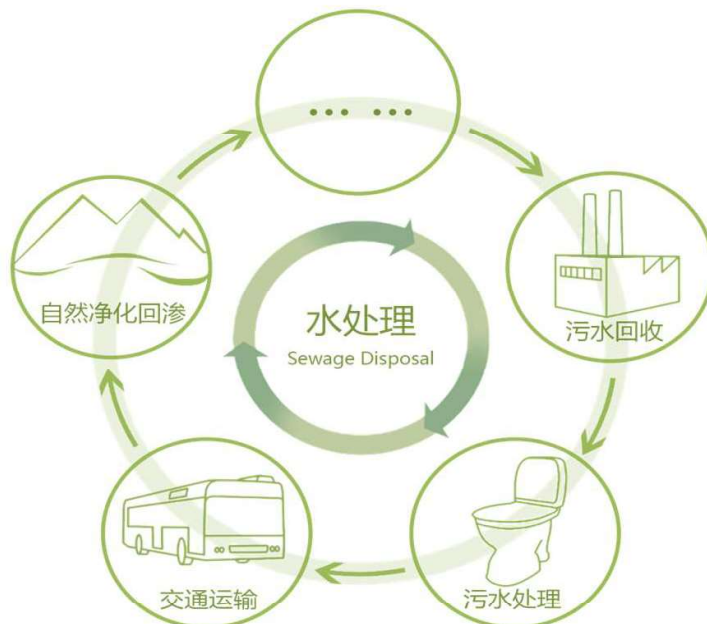 ... ...
自然净化回渗
水处理
Sewage Disposal
污水回收
交通运输
污水处理